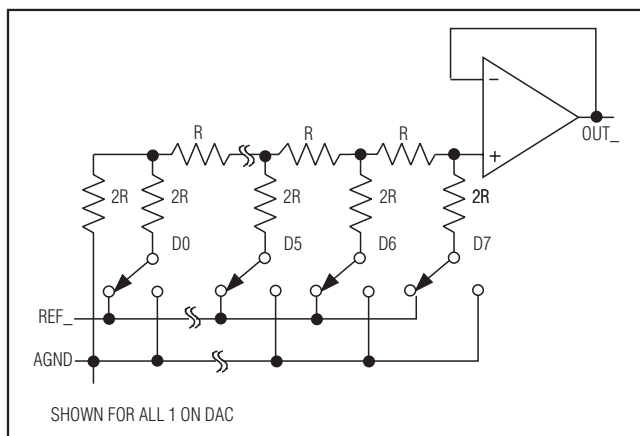 − 
R R R
+
OUT_
2R 2R 2R 2R 2R
D0 D5 D6 D7
REF_
AGND
SHOWN FOR ALL 1 ON DAC